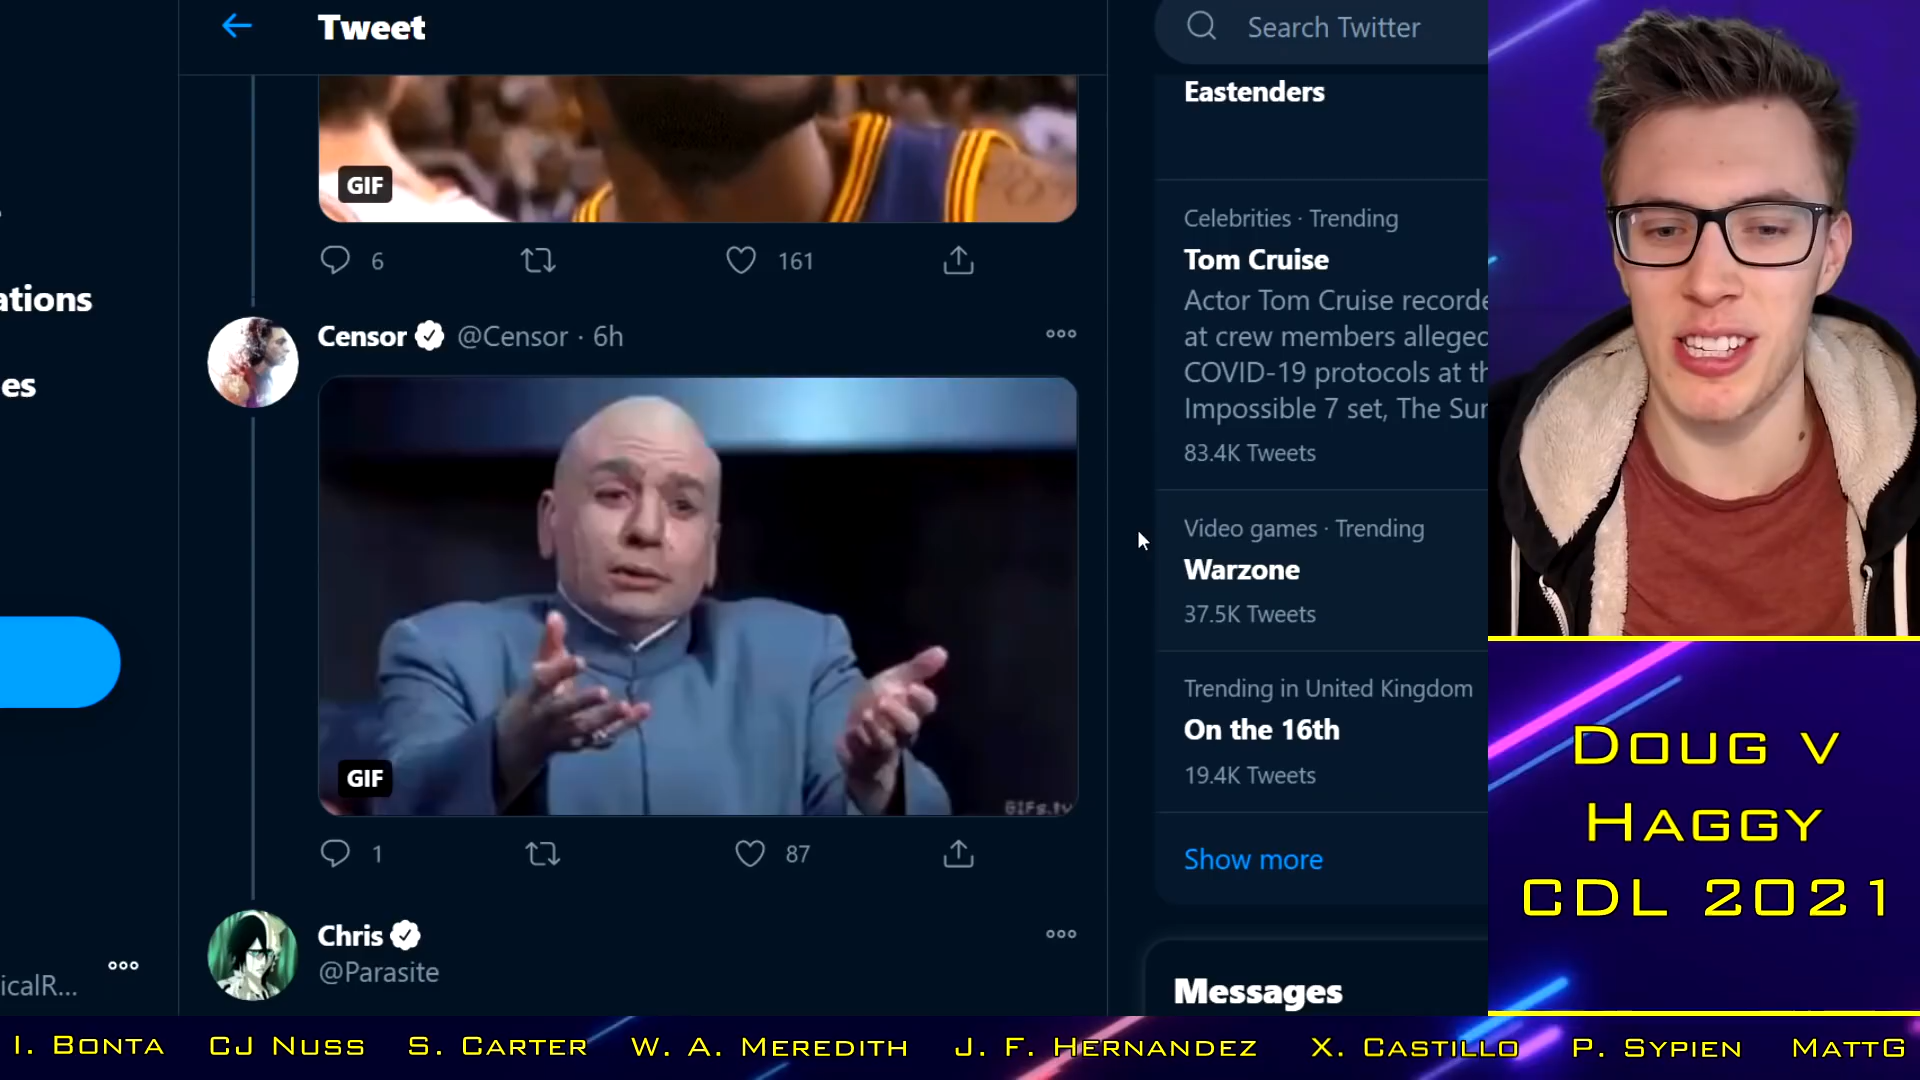 Tweet
Search Twitter
Eastenders
GIF
6
161
Celebrities · Trending
Tom Cruise
Actor Tom Cruise recorde
at crew members alleged
COVID-19 protocols at th
Impossible 7 set, The Sun
83.4K Tweets
ations
es
Censor @Censor · 6h
GIF
GIFs.tv
1
87
Video games · Trending
Warzone
37.5K Tweets
Trending in United Kingdom
On the 16th
19.4K Tweets
Show more
Chris
@Parasite
icalR...
Messages
DOUG V
HAGGY
CDL 2021
I. BONTA CJ NUSS S. CARTER W. A. MEREDITH J. F. HERNANDEZ X. CASTILLO P. SYPIEN MATTG